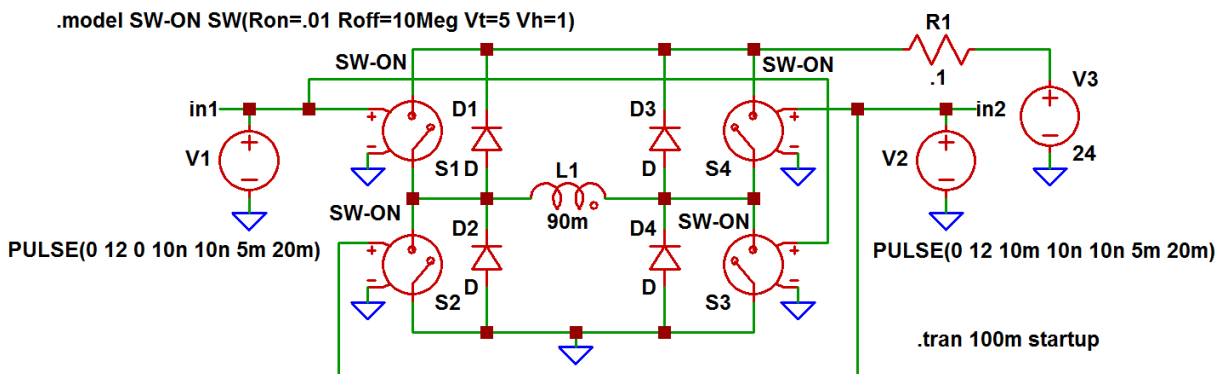 .model SW-ON SW(Ron=.01 Roff=10Meg Vt=5 Vh=1)
R1
SW-ON
SW-ON
.1
V3
in1
D1
D3
in2
+
+
+
+
+
V1
S1
D
D
S4
V2
24
L1
SW-ON
SW-ON
90m
PULSE(0 12 0 10n 10n 5m 20m)
D2
D4
PULSE(0 12 10m 10n 10n 5m 20m)
+
+
S2
D
D
S3
.tran 100m startup